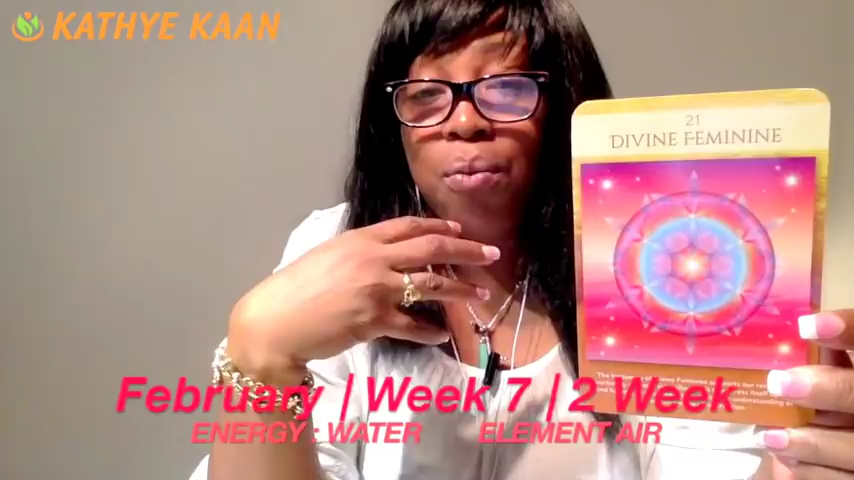 KATHYE KAAN
21
DIVINE FEMININE
February | Week 7 | 2 Week
ENERGY : WATER ELEMENT AIR